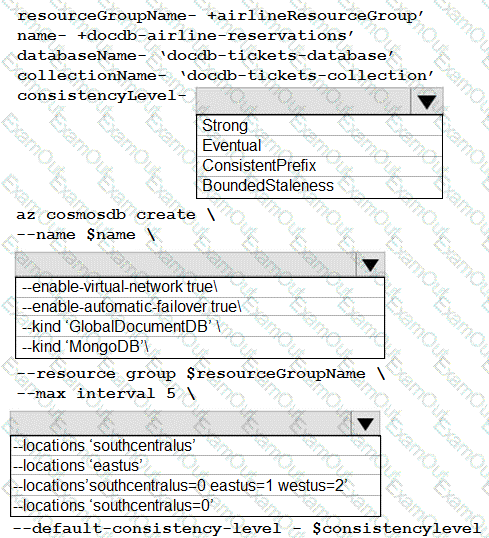 resourceGroupName- +airlineResourceGroup’
name- +docdb-airline-reservations’
databaseName- ‘docdb-tickets-database’
collectionName- ‘docdb-tickets-collection’
consistencyLevel-
Strong
Eventual
ConsistentPrefix
BoundedStaleness
az cosmosdb create \
--name $name \
--enable-virtual-network true\
--enable-automatic-failover true\
--kind ‘GlobalDocumentDB’ \
--kind ‘MongoDB’\
--resource group $resourceGroupName \
--max interval 5 \
--locations ‘southcentralus’
--locations ‘eastus’
--locations’southcentralus=0 eastus=1 westus=2’
--locations ‘southcentralus=0’
--default-consistency-level - $consistencylevel